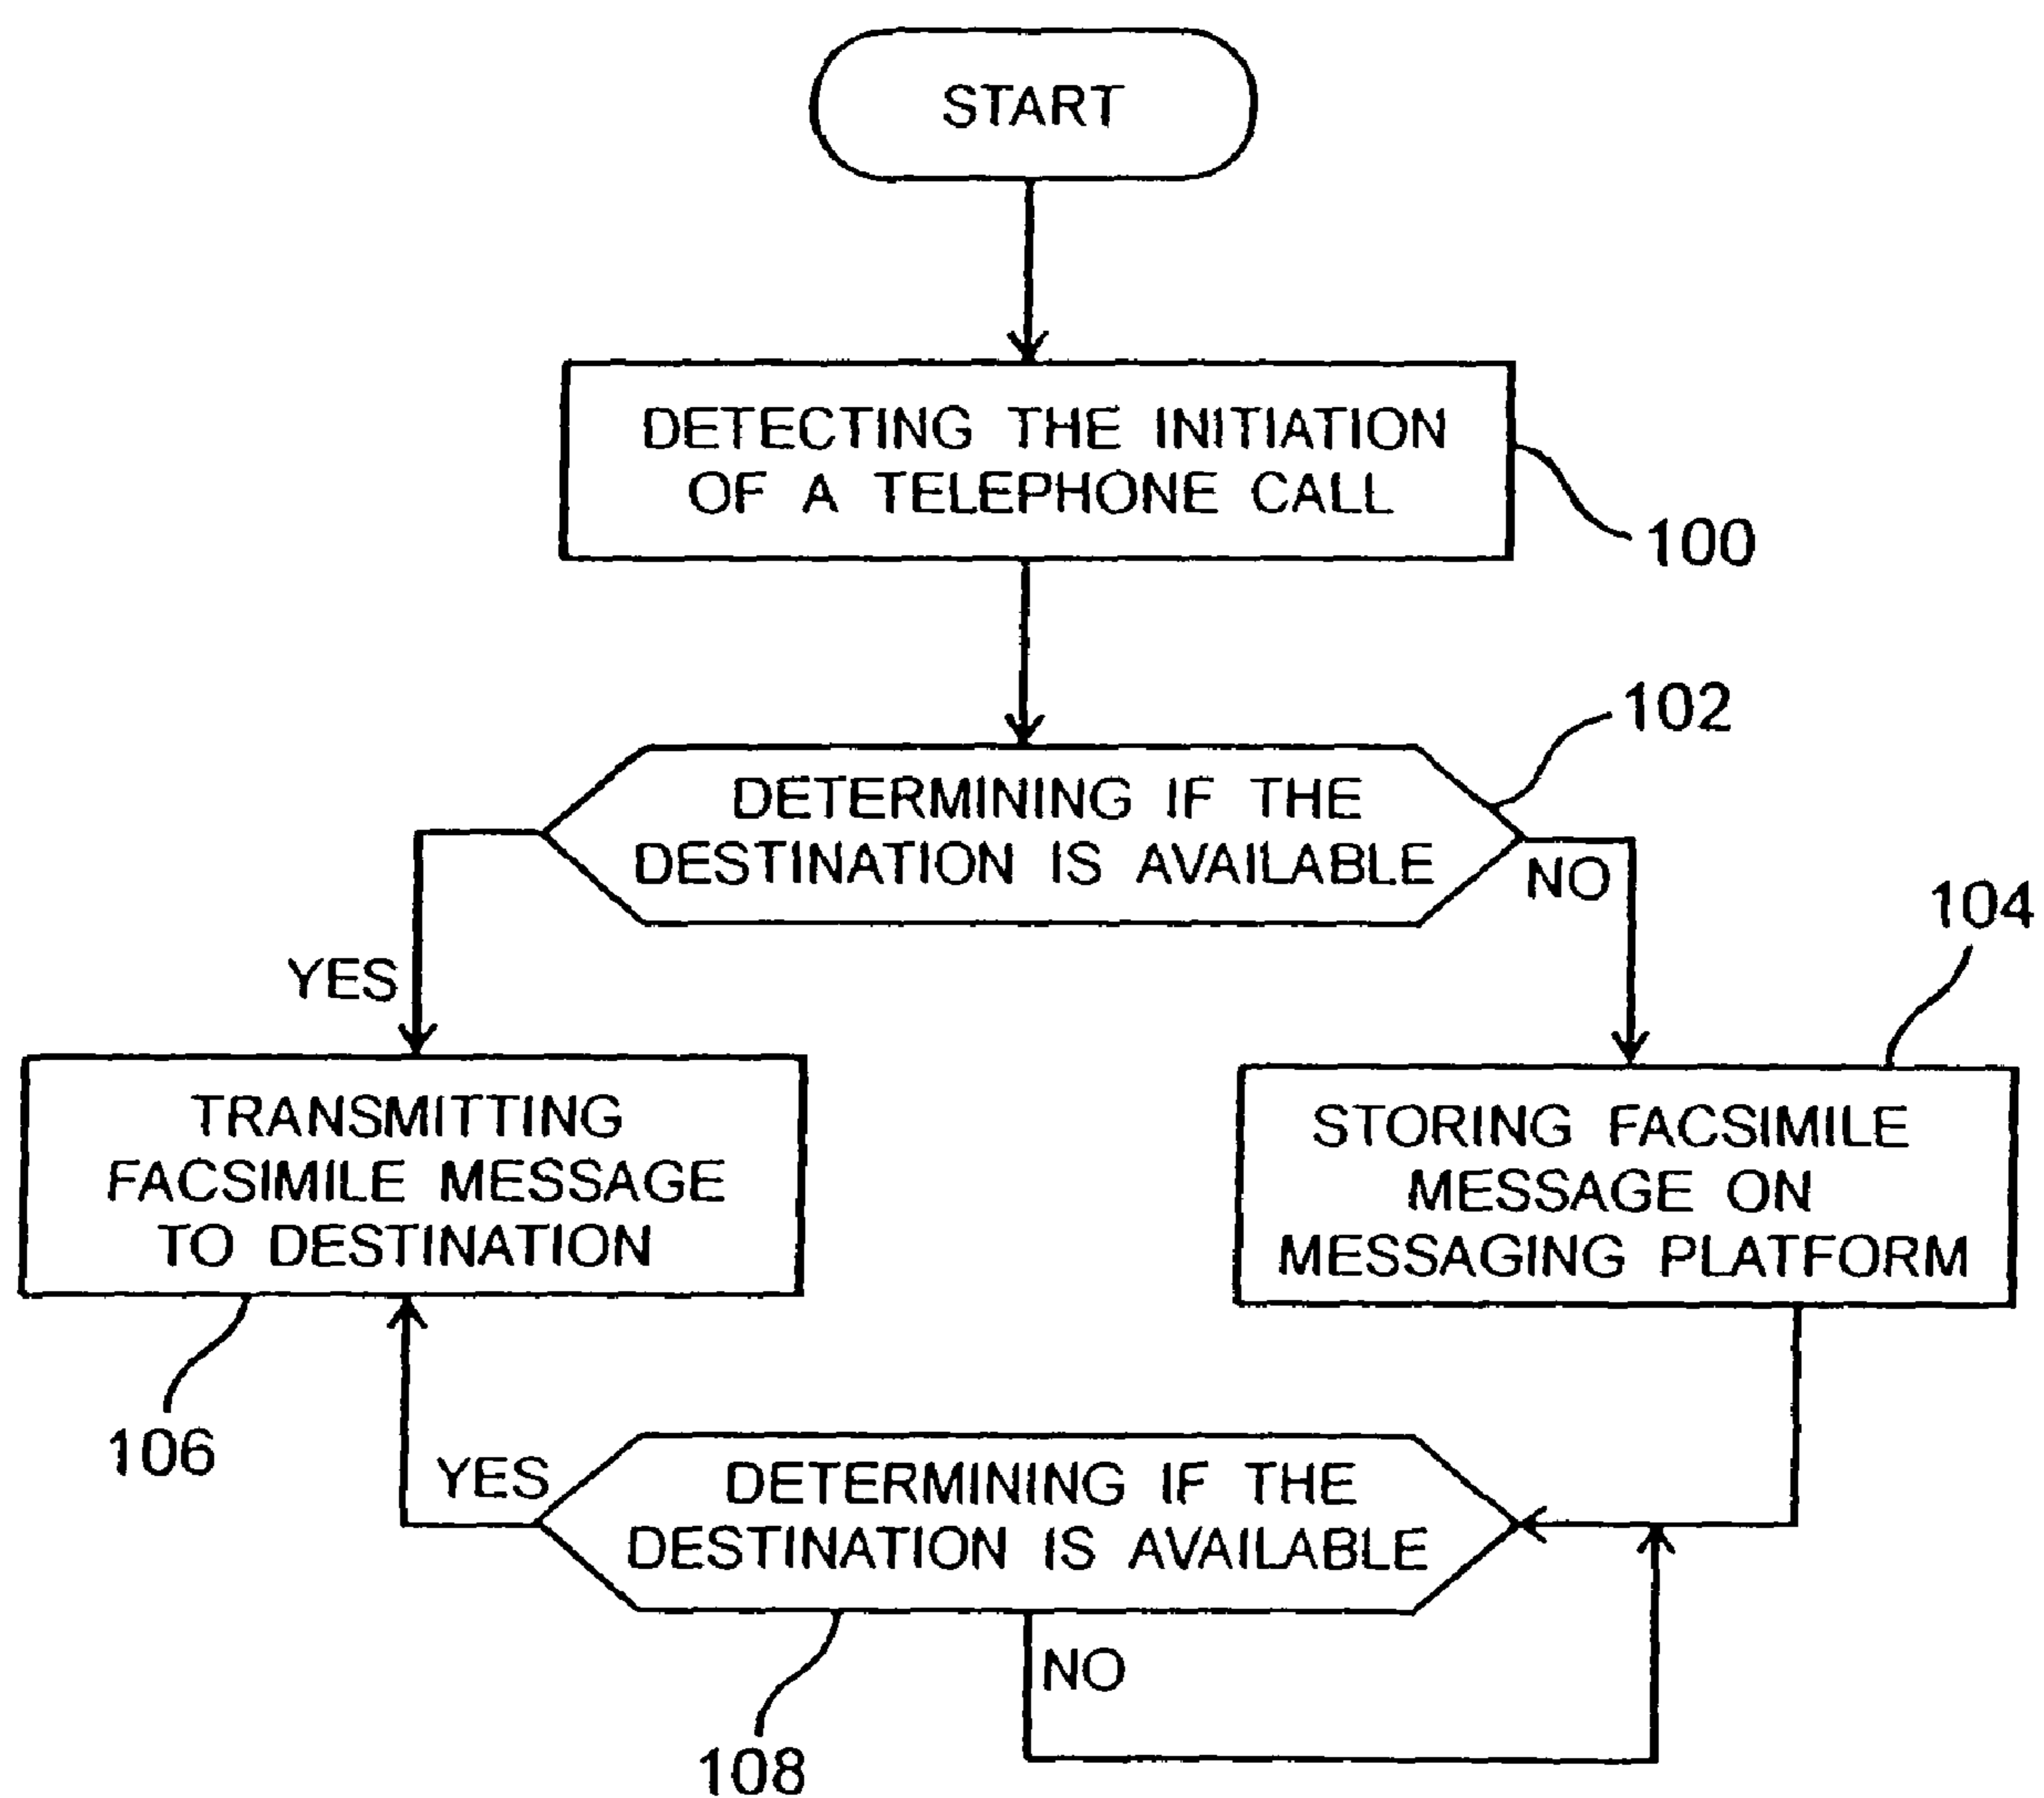 START
DETECTING THE INITIATION
OF A TELEPHONE CALL
100
102
DETERMINING IF THE
DESTINATION IS AVAILABLE
NO
104
YES
TRANSMITTING
FACSIMILE MESSAGE
TO DESTINATION
STORING FACSIMILE
MESSAGE ON
MESSAGING PLATFORM
106
YES
DETERMINING IF THE
DESTINATION IS AVAILABLE
NO
108